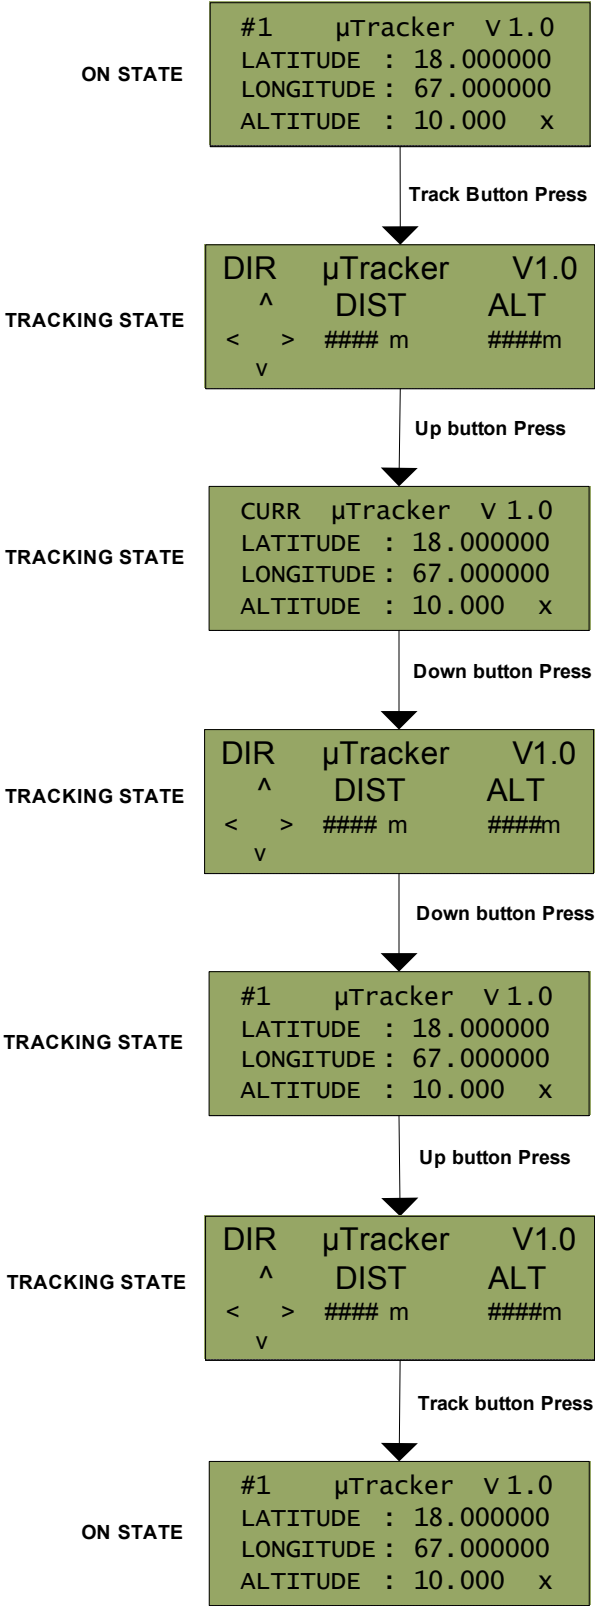 #1 µTracker V 1.0
ON STATE
LATITUDE : 18.000000
LONGITUDE : 67.000000
ALTITUDE : 10.000 x
Track Button Press
DIR µTracker V1.0
^ DIST ALT
TRACKING STATE
< > #### m ####m
v
Up button Press
CURR µTracker V 1.0
LATITUDE : 18.000000
TRACKING STATE
LONGITUDE : 67.000000
ALTITUDE : 10.000 x
Down button Press
DIR µTracker V1.0
^ DIST ALT
TRACKING STATE
< > #### m ####m
v
Down button Press
#1 µTracker V 1.0
LATITUDE : 18.000000
TRACKING STATE
LONGITUDE : 67.000000
ALTITUDE : 10.000 x
Up button Press
DIR µTracker V1.0
^ DIST ALT
TRACKING STATE
< > #### m ####m
v
Track button Press
#1 µTracker V 1.0
LATITUDE : 18.000000
ON STATE
LONGITUDE : 67.000000
ALTITUDE : 10.000 x